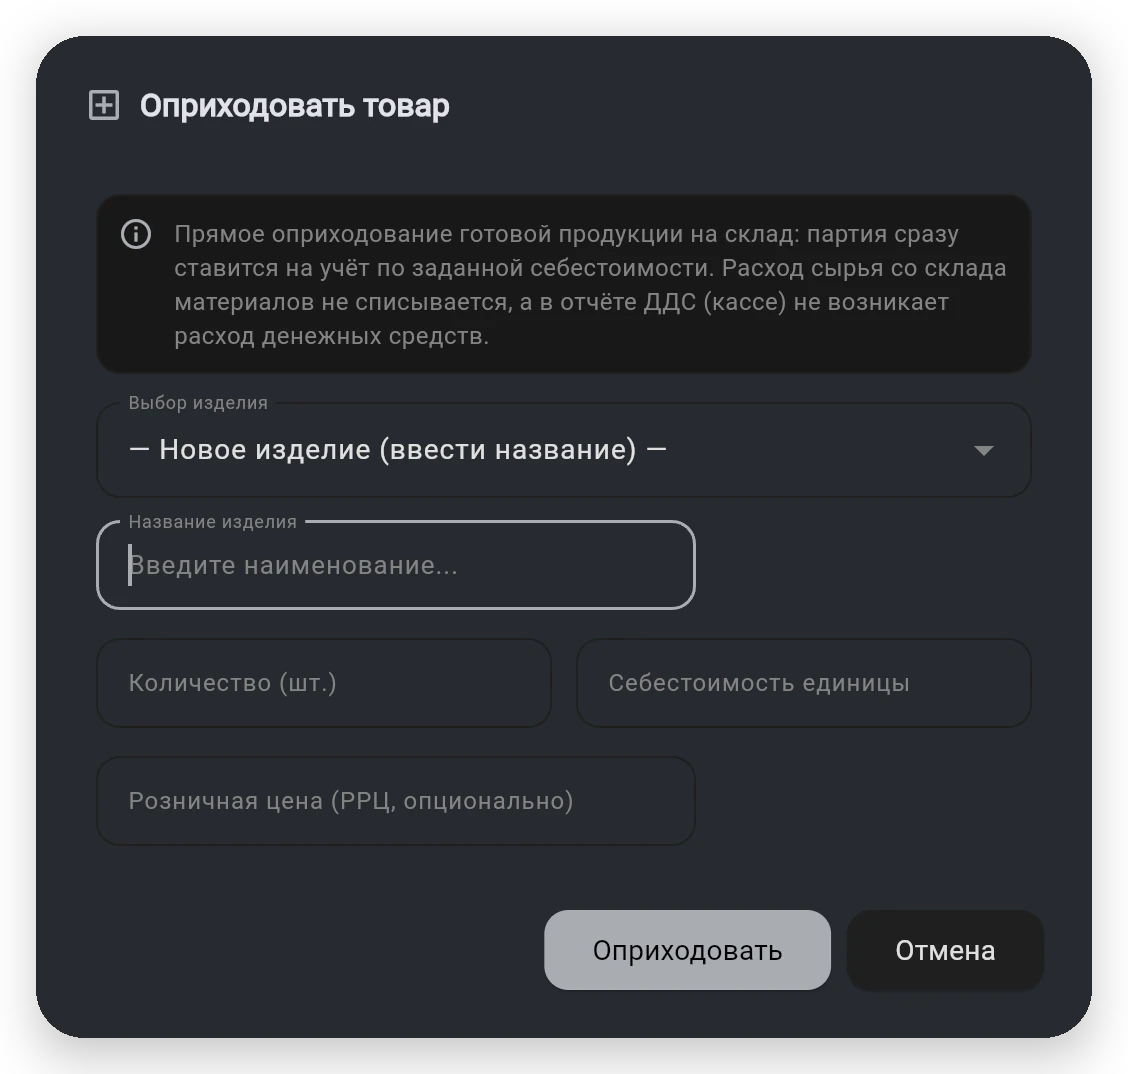 Оприходовать товар
Прямое оприходование готовой продукции на склад: партия сразу
ставится на учёт по заданной себестоимости. Расход сырья со склада
материалов не списывается, а в отчёте ДДС (кассе) не возникает
расход денежных средств.
Выбор изделия
— Новое изделие (ввести название) —
Название изделия
Введите наименование...
Количество (шт.)
Себестоимость единицы
Розничная цена (РРЦ, опционально)
Оприходовать
Отмена